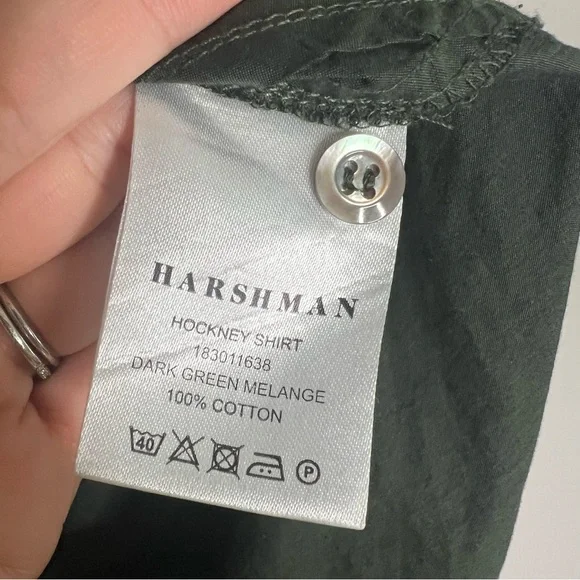 HARSHMAN
HOCKNEY SHIRT
183011638
DARK GREEN MELANGE
100% COTTON
40 P